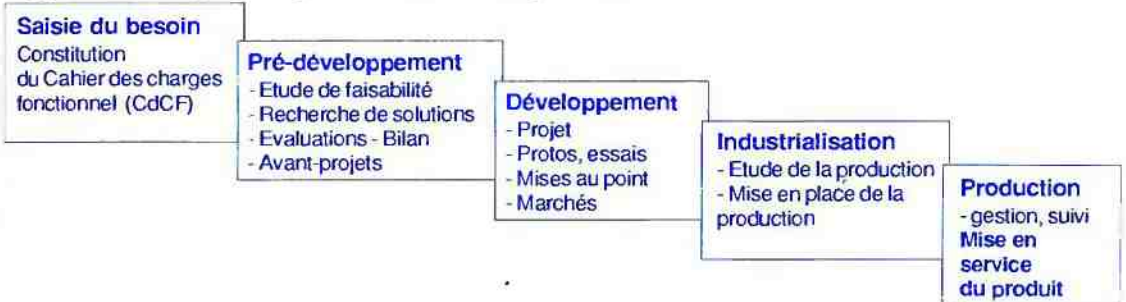 Saisie du besoin
Constitution
du Cahier des charges
fonctionnel (CdCF)
Pré-développement
- Etude de faisabilité
- Recherche de solutions
- Evaluations - Bilan
- Avant-projets
Développement
- Projet
- Protos, essais
- Mises au point
- Marchés
Industrialisation
- Etude de la production
- Mise en place de la
production
Production
- gestion, suivi
Mise en
service
du produit